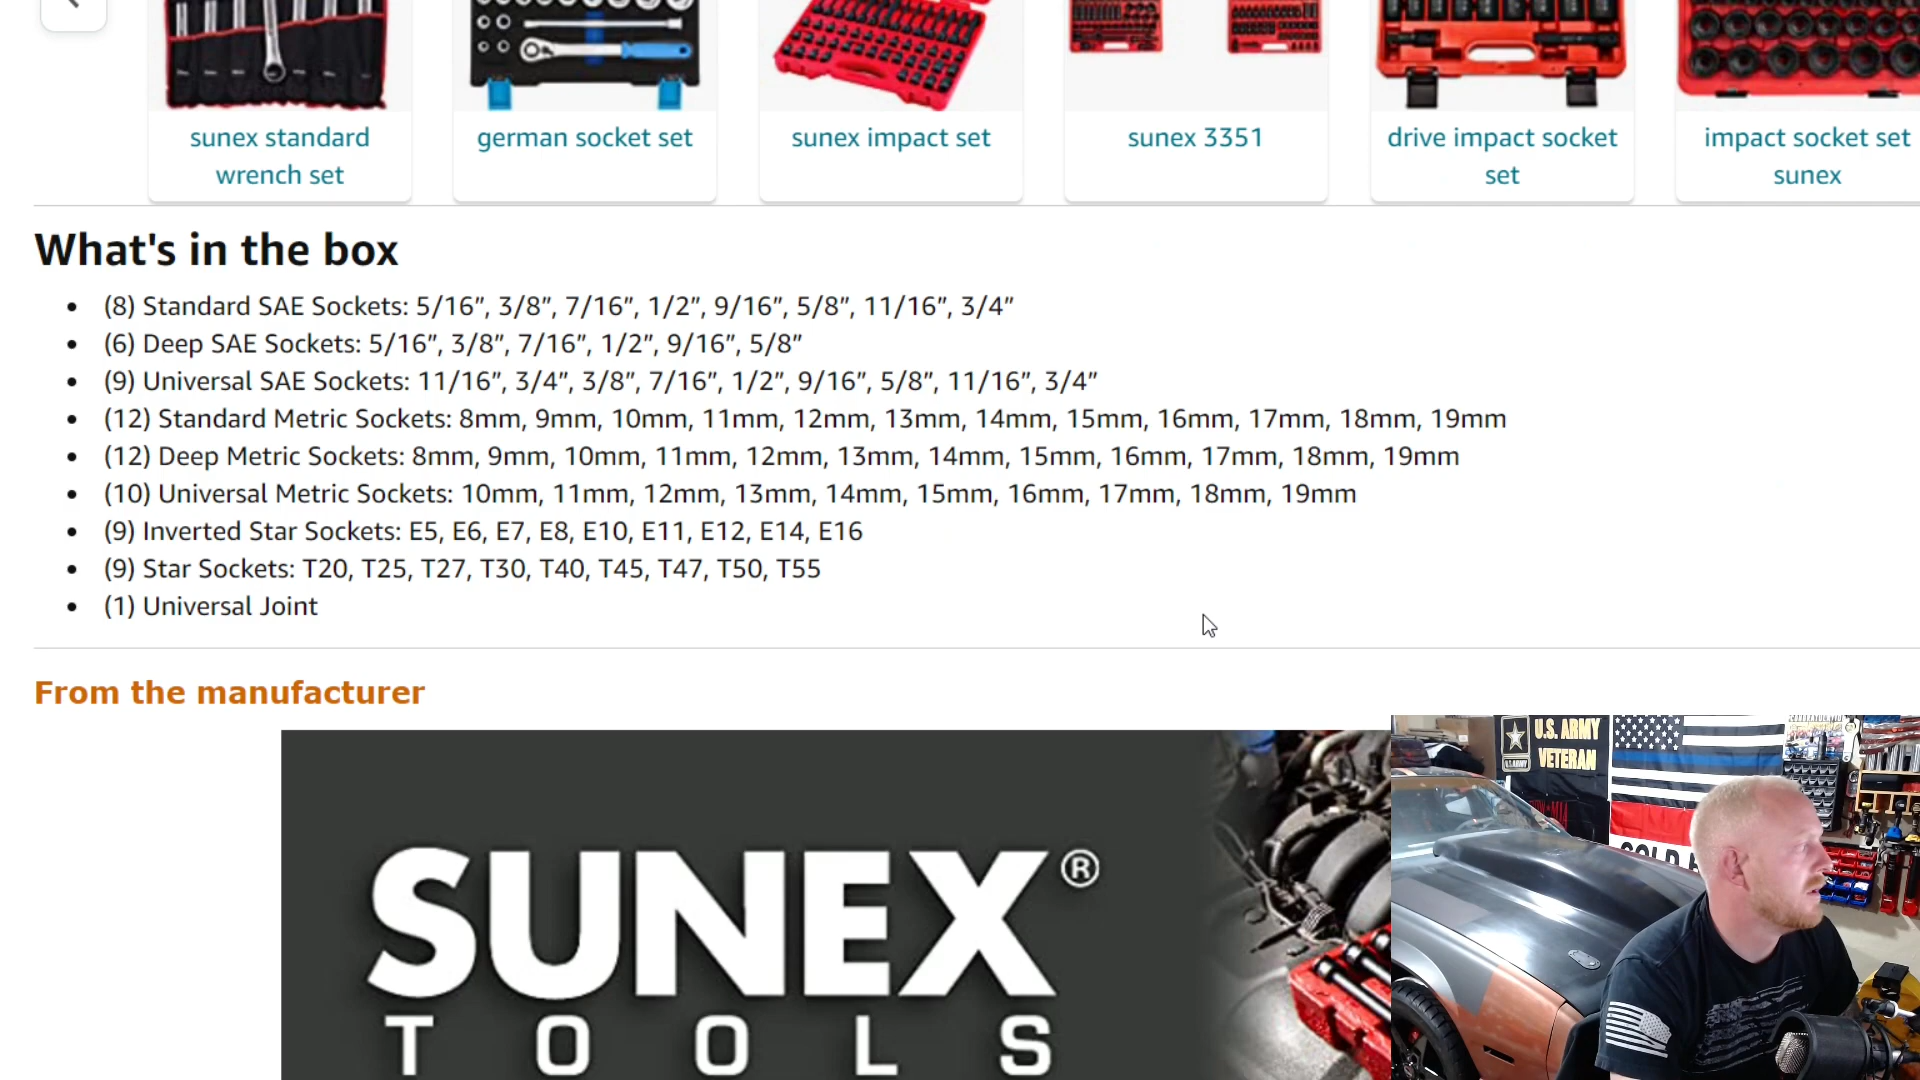 sunex standard
wrench set
german socket set
sunex impact set
sunex 3351
drive impact socket
set
impact socket set
sunex
What's in the box
(8) Standard SAE Sockets: 5/16”, 3/8”, 7/16”, 1/2”, 9/16”, 5/8”, 11/16”, 3/4”
(6) Deep SAE Sockets: 5/16”, 3/8”, 7/16”, 1/2”, 9/16”, 5/8”
(9) Universal SAE Sockets: 11/16”, 3/4”, 3/8”, 7/16”, 1/2”, 9/16”, 5/8”, 11/16”, 3/4”
(12) Standard Metric Sockets: 8mm, 9mm, 10mm, 11mm, 12mm, 13mm, 14mm, 15mm, 16mm, 17mm, 18mm, 19mm
(12) Deep Metric Sockets: 8mm, 9mm, 10mm, 11mm, 12mm, 13mm, 14mm, 15mm, 16mm, 17mm, 18mm, 19mm
(10) Universal Metric Sockets: 10mm, 11mm, 12mm, 13mm, 14mm, 15mm, 16mm, 17mm, 18mm, 19mm
(9) Inverted Star Sockets: E5, E6, E7, E8, E10, E11, E12, E14, E16
(9) Star Sockets: T20, T25, T27, T30, T40, T45, T47, T50, T55
(1) Universal Joint
From the manufacturer
SUNEX®
TOOLS
U.S. ARMY
VETERAN
U.S.ARMY